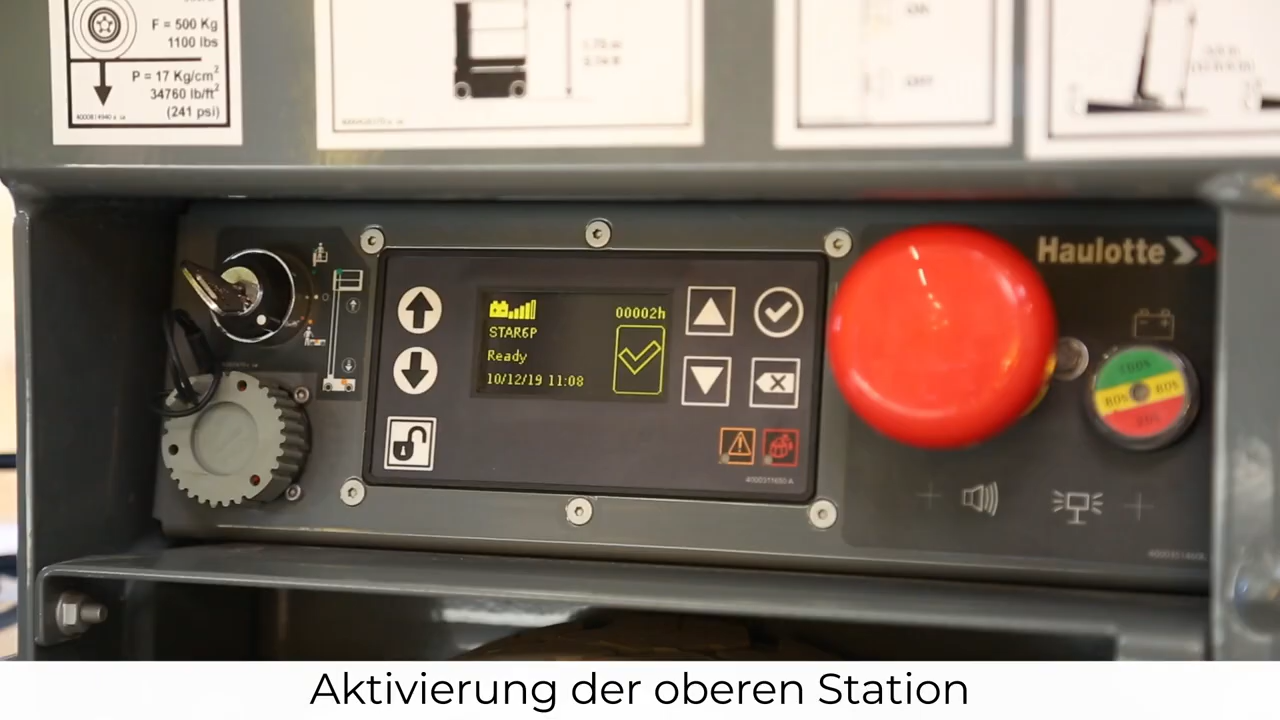 F = 500 Kg
1100 lbs
P = 17 Kg/cm²
34760 lb/ft²
(241 psi)
Haulotte
00002h
STAR6P
Ready
10/12/19 11:08
100%
80% 80%
20%
Aktivierung der oberen Station